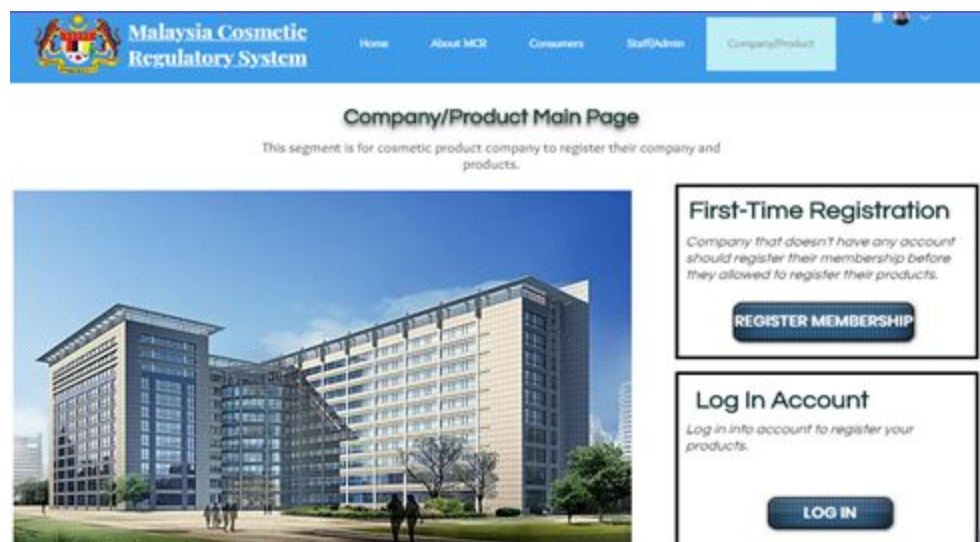 Malaysia Cosmetic
Regulatory System
Home
About MCR
Consumers
Staff/Admin
Company/Product
Company/Product Main Page
This segment is for cosmetic product company to register their company and
products.
First-Time Registration
Company that doesn't have any account
should register their membership before
they allowed to register their products.
REGISTER MEMBERSHIP
Log In Account
Log in into account to register your
products.
LOG IN